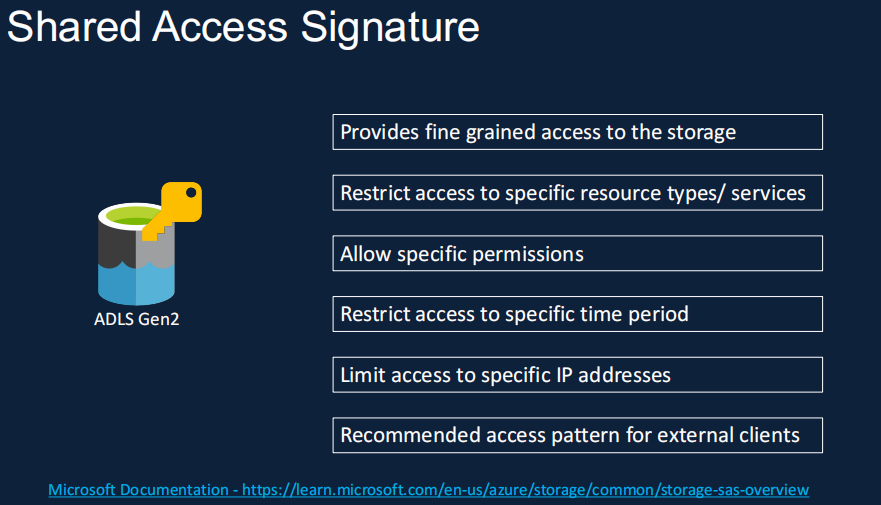 Shared Access Signature
Provides fine grained access to the storage
Restrict access to specific resource types/ services
Allow specific permissions
Restrict access to specific time period
Limit access to specific IP addresses
Recommended access pattern for external clients
ADLS Gen2
Microsoft Documentation - https://learn.microsoft.com/en-us/azure/storage/common/storage-sas-overview